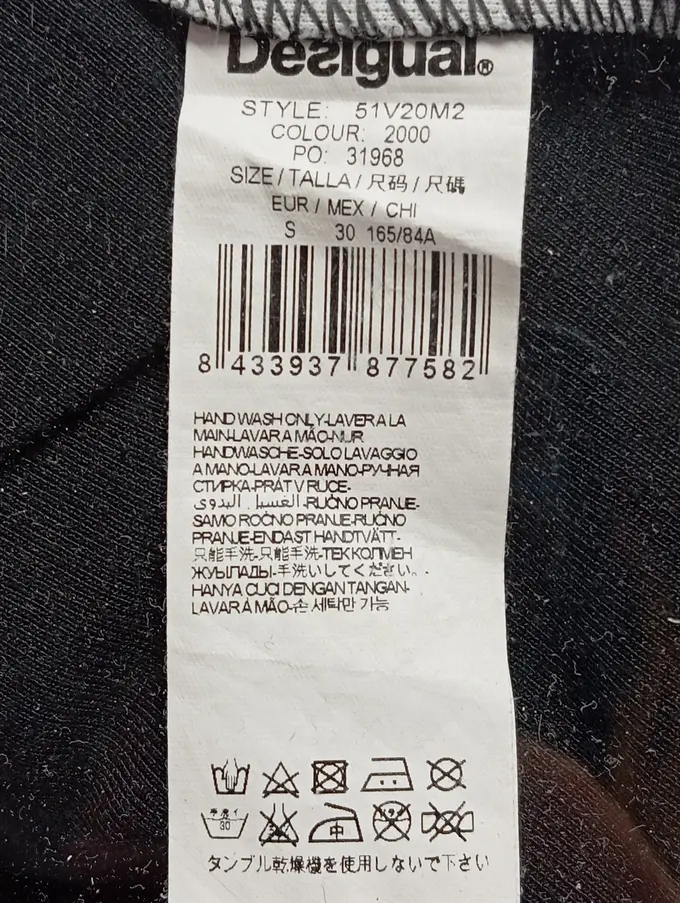 Desigual®
STYLE: 51V20M2
COLOUR: 2000
PO: 31968
SIZE / TALLA / 尺码 / 尺碼
EUR / MEX / CHI
S 30 165/84A
8 433937 877582
HAND WASH ONLY-LAVER A LA
MAIN-LAVAR A MÃO-NUR
HANDWASCHE-SOLO LAVAGGIO
A MANO-LAVAR A MANO-РУЧНАЯ
СТИРКА-PRÁT V RUCE-
الغسيل اليدوي-RUČNO PRANJE-
SAMO ROČNO PRANJE-RUČNO
PRANJE-ENDAST HANDTVÄTT-
只能手洗-只能手洗-ТЕК КОЛМЕН
ЖУЫЛАДЫ-手洗いしてください。-
HANYA CUCI DENGAN TANGAN-
LAVAR À MÃO-손 세탁만 가능
手洗イ
30
中
タンブル乾燥機を使用しないで下さい